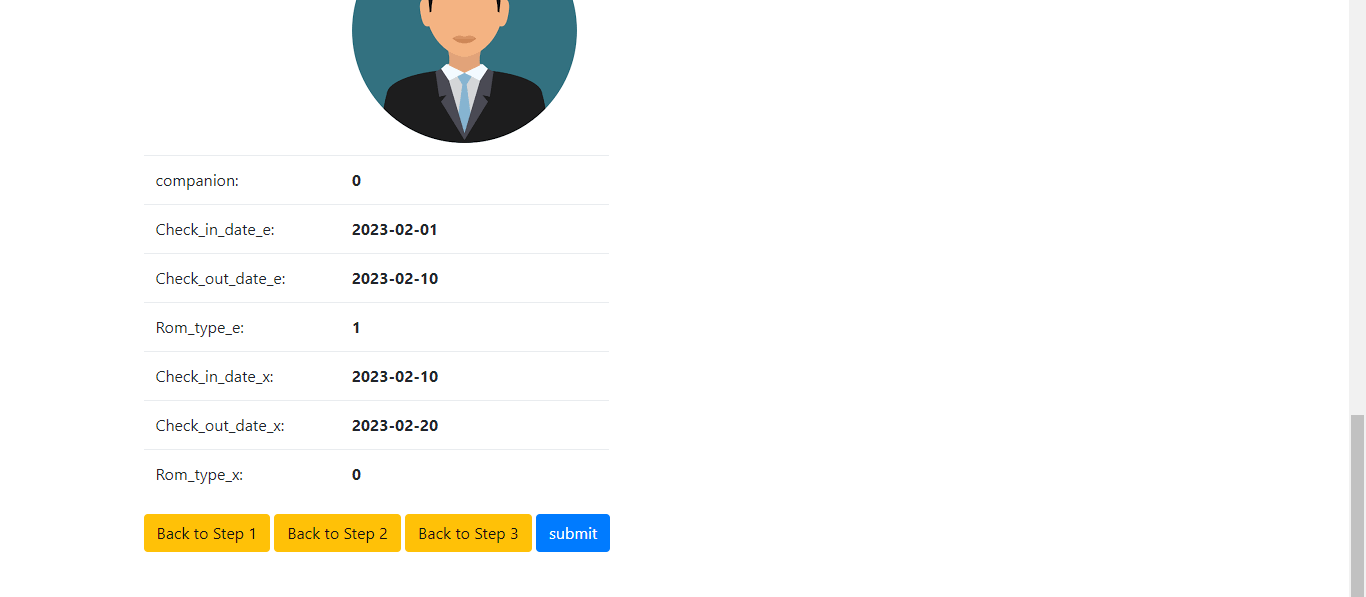 companion: 0
Check_in_date_e: 2023-02-01
Check_out_date_e: 2023-02-10
Rom_type_e: 1
Check_in_date_x: 2023-02-10
Check_out_date_x: 2023-02-20
Rom_type_x: 0
Back to Step 1 Back to Step 2 Back to Step 3 submit